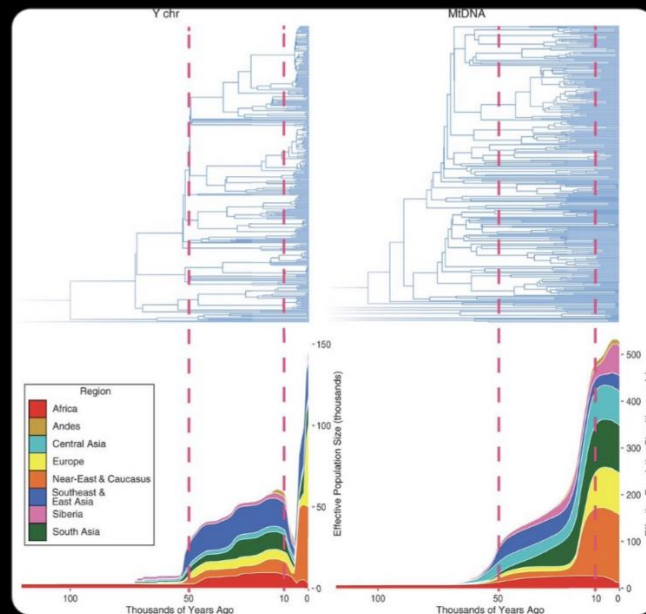 Y chr
MtDNA
Region
Africa
Andes
Central Asia
Europe
Near-East & Caucasus
Southeast &
East Asia
Siberia
South Asia
150
100
50
0
Effective Population Size (thousands)
500
400
300
200
100
0
100 50 10 0
Thousands of Years Ago
100 50 10 0
Thousands of Years Ago